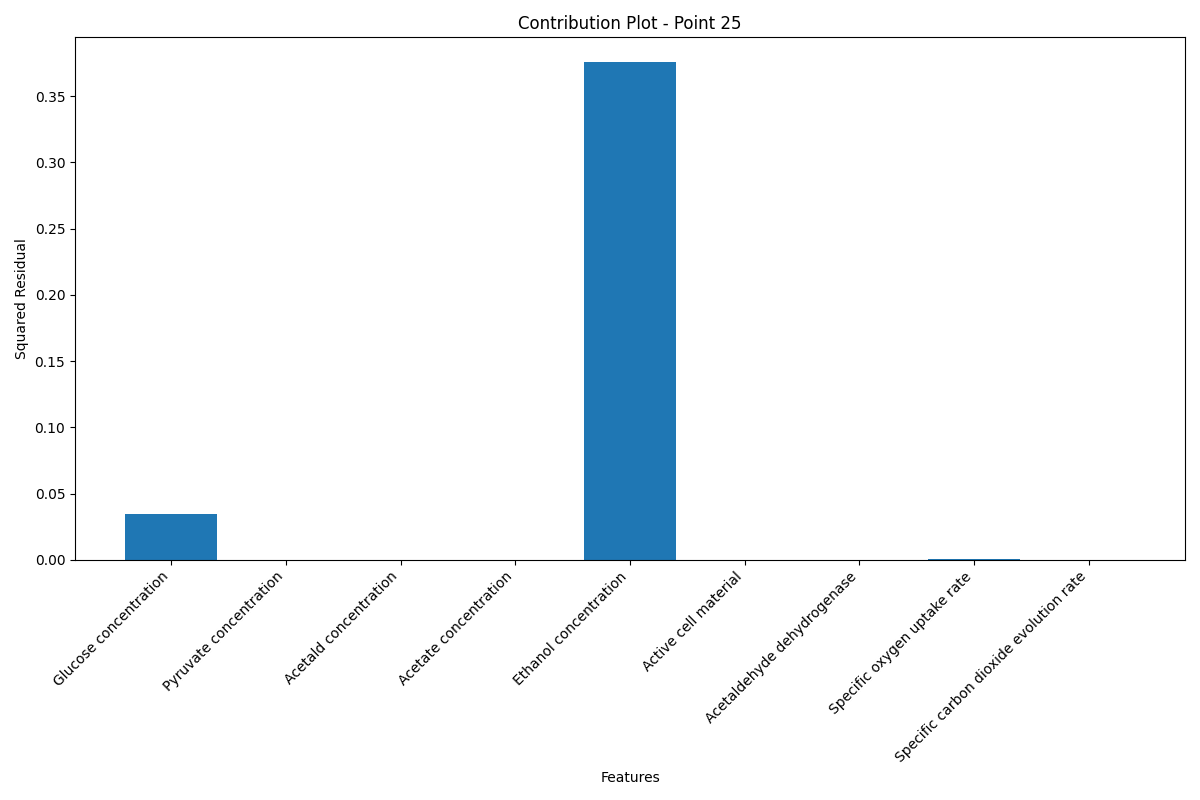 Contribution Plot - Point 25
Squared Residual
0.35
0.30
0.25
0.20
0.15
0.10
0.05
0.00
Glucose concentration
Pyruvate concentration
Acetald concentration
Acetate concentration
Ethanol concentration
Active cell material
Acetaldehyde dehydrogenase
Specific oxygen uptake rate
Specific carbon dioxide evolution rate
Features